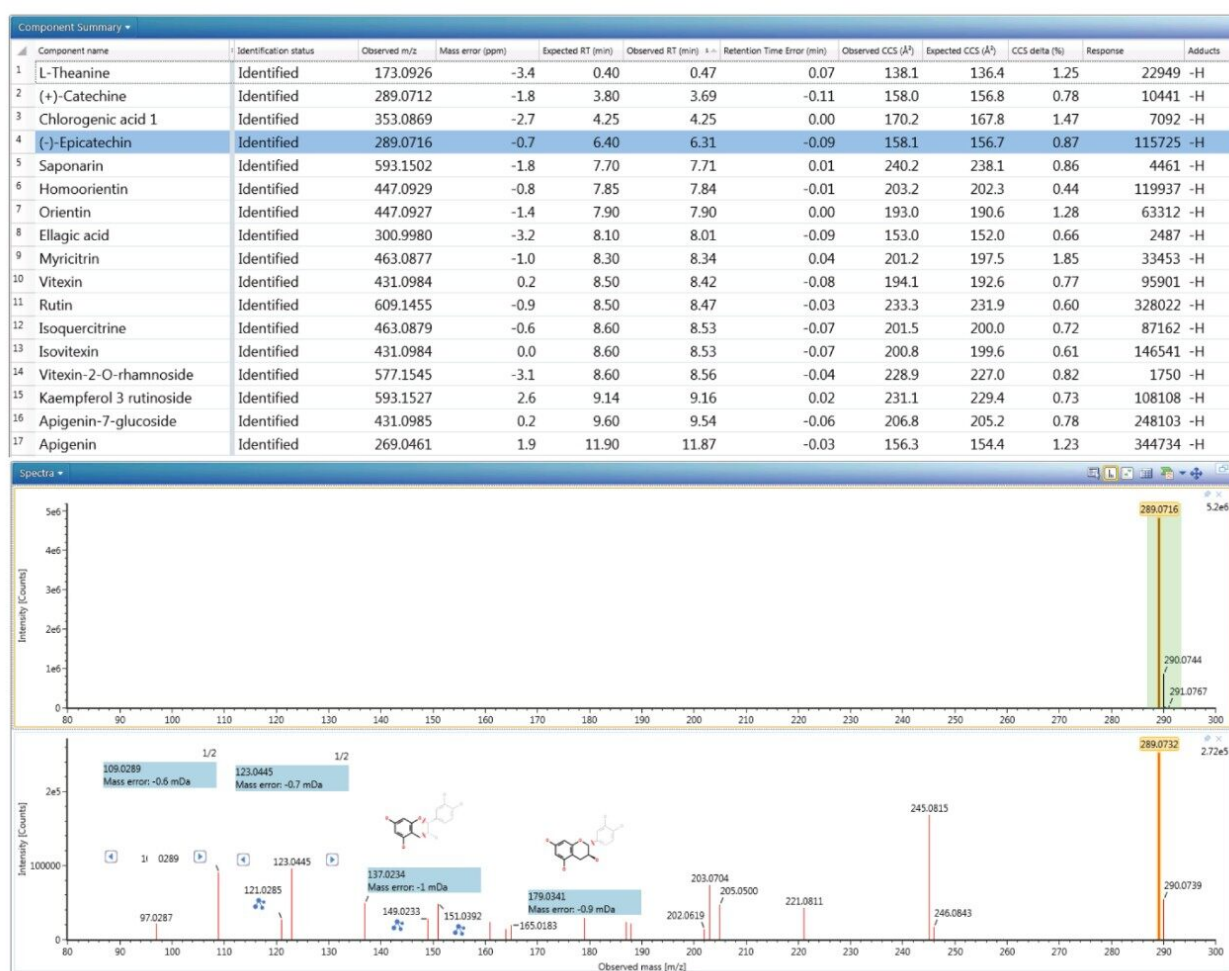 Component Summary
Component name Identification status Observed m/z Mass error (ppm) Expected RT (min) Observed RT (min) Retention Time Error (min) Observed CCS (Å²) Expected CCS (Å²) CCS delta (%) Response Adducts
1 L-Theanine Identified 173.0926 -3.4 0.40 0.47 0.07 138.1 136.4 1.25 22949 -H
2 (+)-Catechine Identified 289.0712 -1.8 3.80 3.69 -0.11 158.0 156.8 0.78 10441 -H
3 Chlorogenic acid 1 Identified 353.0869 -2.7 4.25 4.25 0.00 170.2 167.8 1.47 7092 -H
4 (-)-Epicatechin Identified 289.0716 -0.7 6.40 6.31 -0.09 158.1 156.7 0.87 115725 -H
5 Saponarin Identified 593.1502 -1.8 7.70 7.71 0.01 240.2 238.1 0.86 4461 -H
6 Homoorientin Identified 447.0929 -0.8 7.85 7.84 -0.01 203.2 202.3 0.44 119937 -H
7 Orientin Identified 447.0927 -1.4 7.90 7.90 0.00 193.0 190.6 1.28 63312 -H
8 Ellagic acid Identified 300.9980 -3.2 8.10 8.01 -0.09 153.0 152.0 0.66 2487 -H
9 Myricitrin Identified 463.0877 -1.0 8.30 8.34 0.04 201.2 197.5 1.85 33453 -H
10 Vitexin Identified 431.0984 0.2 8.50 8.42 -0.08 194.1 192.6 0.77 95901 -H
11 Rutin Identified 609.1455 -0.9 8.50 8.47 -0.03 233.3 231.9 0.60 328022 -H
12 Isoquercitrine Identified 463.0879 -0.6 8.60 8.53 -0.07 201.5 200.0 0.72 87162 -H
13 Isovitexin Identified 431.0984 0.0 8.60 8.53 -0.07 200.8 199.6 0.61 146541 -H
14 Vitexin-2-O-rhamnoside Identified 577.1545 -3.1 8.60 8.56 -0.04 228.9 227.0 0.82 1750 -H
15 Kaempferol 3 rutinoside Identified 593.1527 2.6 9.14 9.16 0.02 231.1 229.4 0.73 108108 -H
16 Apigenin-7-glucoside Identified 431.0985 0.2 9.60 9.54 -0.06 206.8 205.2 0.78 248103 -H
17 Apigenin Identified 269.0461 1.9 11.90 11.87 -0.03 156.3 154.4 1.23 344734 -H
Spectra
289.0716
5.2e6
5e6
4e6
3e6
2e6
1e6
0
Intensity [Counts]
290.0744
291.0767
80 90 100 110 120 130 140 150 160 170 180 190 200 210 220 230 240 250 260 270 280 290 300
289.0732
2.72e5
1/2
109.0289
Mass error: -0.6 mDa
1/2
123.0445
Mass error: -0.7 mDa
2e5
100000
0
Intensity [Counts]
0289
123.0445
137.0234
Mass error: -1 mDa
179.0341
Mass error: -0.9 mDa
97.0287
121.0285
149.0233
151.0392
165.0183
202.0619
203.0704
205.0500
221.0811
245.0815
246.0843
290.0739
80 90 100 110 120 130 140 150 160 170 180 190 200 210 220 230 240 250 260 270 280 290 300
Observed mass [m/z]